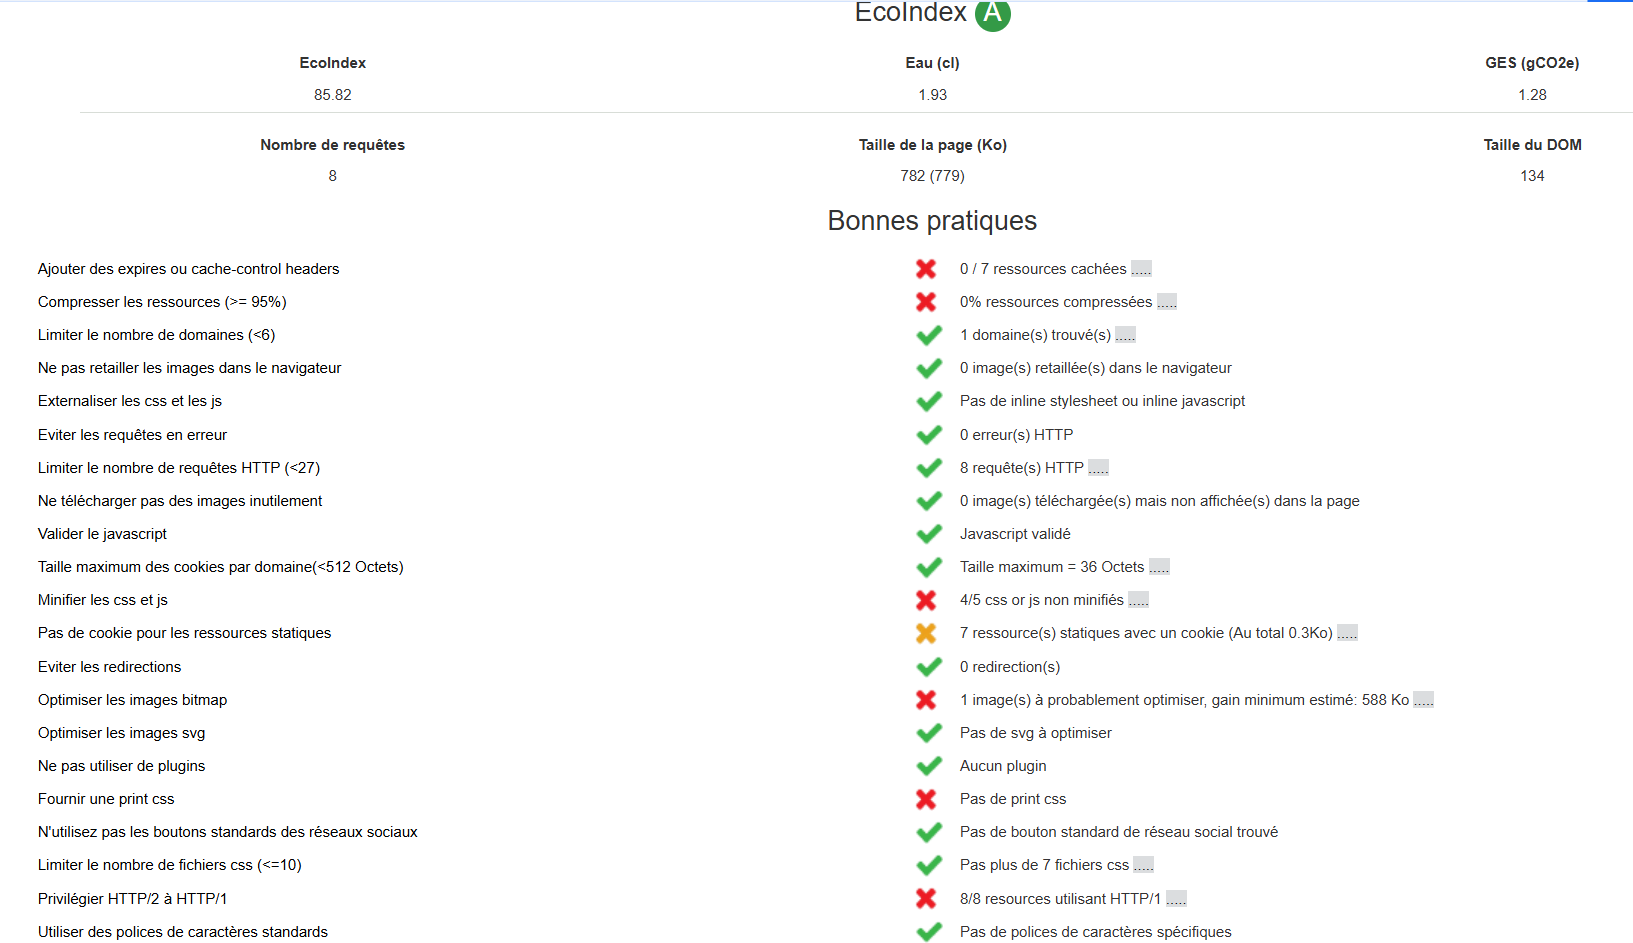 EcoIndex A
EcoIndex Eau (cl) GES (gCO2e)
85.82 1.93 1.28
Nombre de requêtes Taille de la page (Ko) Taille du DOM
8 782 (779) 134
Bonnes pratiques
Ajouter des expires ou cache-control headers 0 / 7 ressources cachées .....
Compresser les ressources (>= 95%) 0% ressources compressées .....
Limiter le nombre de domaines (<6) 1 domaine(s) trouvé(s) .....
Ne pas retailler les images dans le navigateur 0 image(s) retaillée(s) dans le navigateur
Externaliser les css et les js Pas de inline stylesheet ou inline javascript
Eviter les requêtes en erreur 0 erreur(s) HTTP
Limiter le nombre de requêtes HTTP (<27) 8 requête(s) HTTP .....
Ne télécharger pas des images inutilement 0 image(s) téléchargée(s) mais non affichée(s) dans la page
Valider le javascript Javascript validé
Taille maximum des cookies par domaine(<512 Octets) Taille maximum = 36 Octets .....
Minifier les css et js 4/5 css or js non minifiés .....
Pas de cookie pour les ressources statiques 7 ressource(s) statiques avec un cookie (Au total 0.3Ko) .....
Eviter les redirections 0 redirection(s)
Optimiser les images bitmap 1 image(s) à probablement optimiser, gain minimum estimé: 588 Ko .....
Optimiser les images svg Pas de svg à optimiser
Ne pas utiliser de plugins Aucun plugin
Fournir une print css Pas de print css
N'utilisez pas les boutons standards des réseaux sociaux Pas de bouton standard de réseau social trouvé
Limiter le nombre de fichiers css (<=10) Pas plus de 7 fichiers css .....
Privilégier HTTP/2 à HTTP/1 8/8 resources utilisant HTTP/1 .....
Utiliser des polices de caractères standards Pas de polices de caractères spécifiques